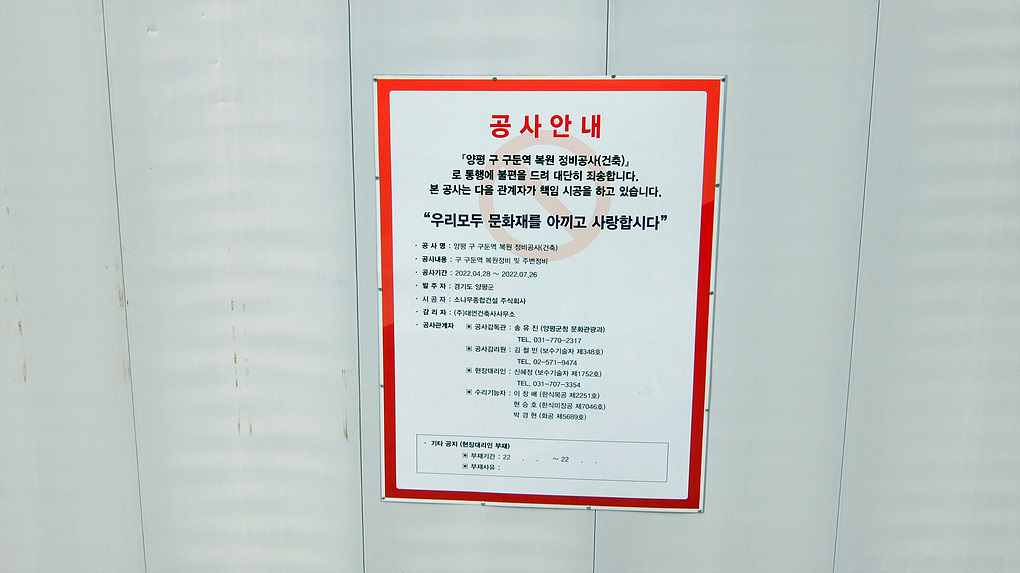 공사안내
『양평 구 구둔역 복원 정비공사(건축)』
로 통행에 불편을 드려 대단히 죄송합니다.
본 공사는 다음 관계자가 책임 시공을 하고 있습니다.
“우리모두 문화재를 아끼고 사랑합시다”
· 공 사 명 : 양평 구 구둔역 복원 정비공사(건축)
· 공사내용 : 구 구둔역 복원정비 및 주변정비
· 공사기간 : 2022.04.28 ~ 2022.07.26
· 발 주 자 : 경기도 양평군
· 시 공 자 : 소나무종합건설 주식회사
· 감 리 자 : (주)대연건축사사무소
· 공사관계자 ▣ 공사감독관 : 송 유 진 (양평군청 문화관광과)
TEL. 031-770-2317
▣ 공사감리원 : 김 철 민 (보수기술자 제348호)
TEL. 02-571-9474
▣ 현장대리인 : 신혜정 (보수기술자 제1752호)
TEL. 031-707-3354
▣ 수리기능자 : 이 창 배 (한식목공 제2251호)
현 승 호 (한식미장공 제7046호)
박 경 현 (화공 제5689호)
· 기타 공지 (현장대리인 부재)
▣ 부재기간 : 22 . . ~ 22 . .
▣ 부재사유 :